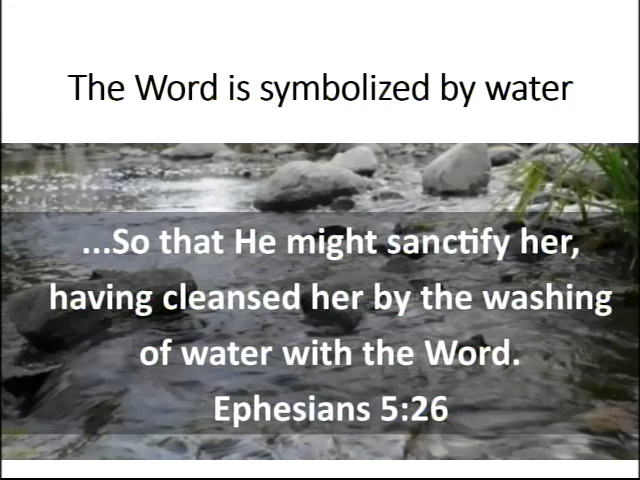 The Word is symbolized by water
...So that He might sanctify her,
having cleansed her by the washing
of water with the Word.
Ephesians 5:26